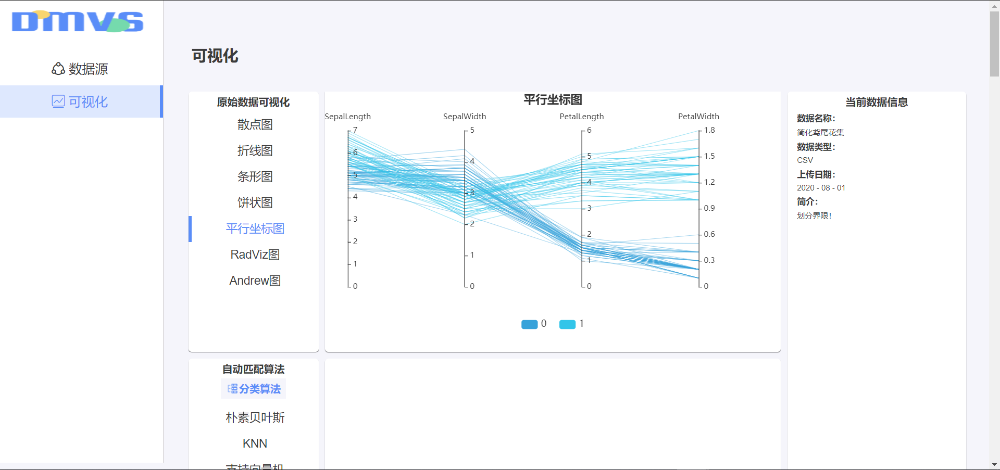 DMVS
数据源
可视化
可视化
原始数据可视化
散点图
折线图
条形图
饼状图
平行坐标图
RadViz图
Andrew图
平行坐标图
SepalLength
SepalWidth
PetalLength
PetalWidth
7
6
5
4
3
2
1
0
5
4
3
2
1
0
6
5
4
3
2
1
0
1.8
1.5
1.2
0.9
0.6
0.3
0
0
1
当前数据信息
数据名称:
简化鸢尾花集
数据类型:
CSV
上传日期:
2020 - 08 - 01
简介:
划分界限!
自动匹配算法
分类算法
朴素贝叶斯
KNN
支持向量机